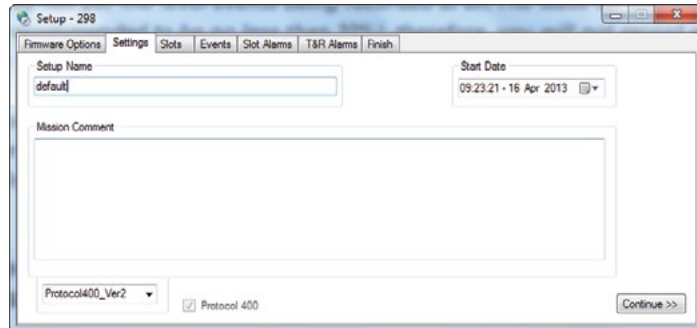 Setup - 298
Firmware Options Settings Slots Events Slot Alarms T&R Alarms Finish
Setup Name Start Date
default 09:23:21 - 16 Apr 2013
Mission Comment
Protocol400_Ver2 Protocol 400 Continue >>